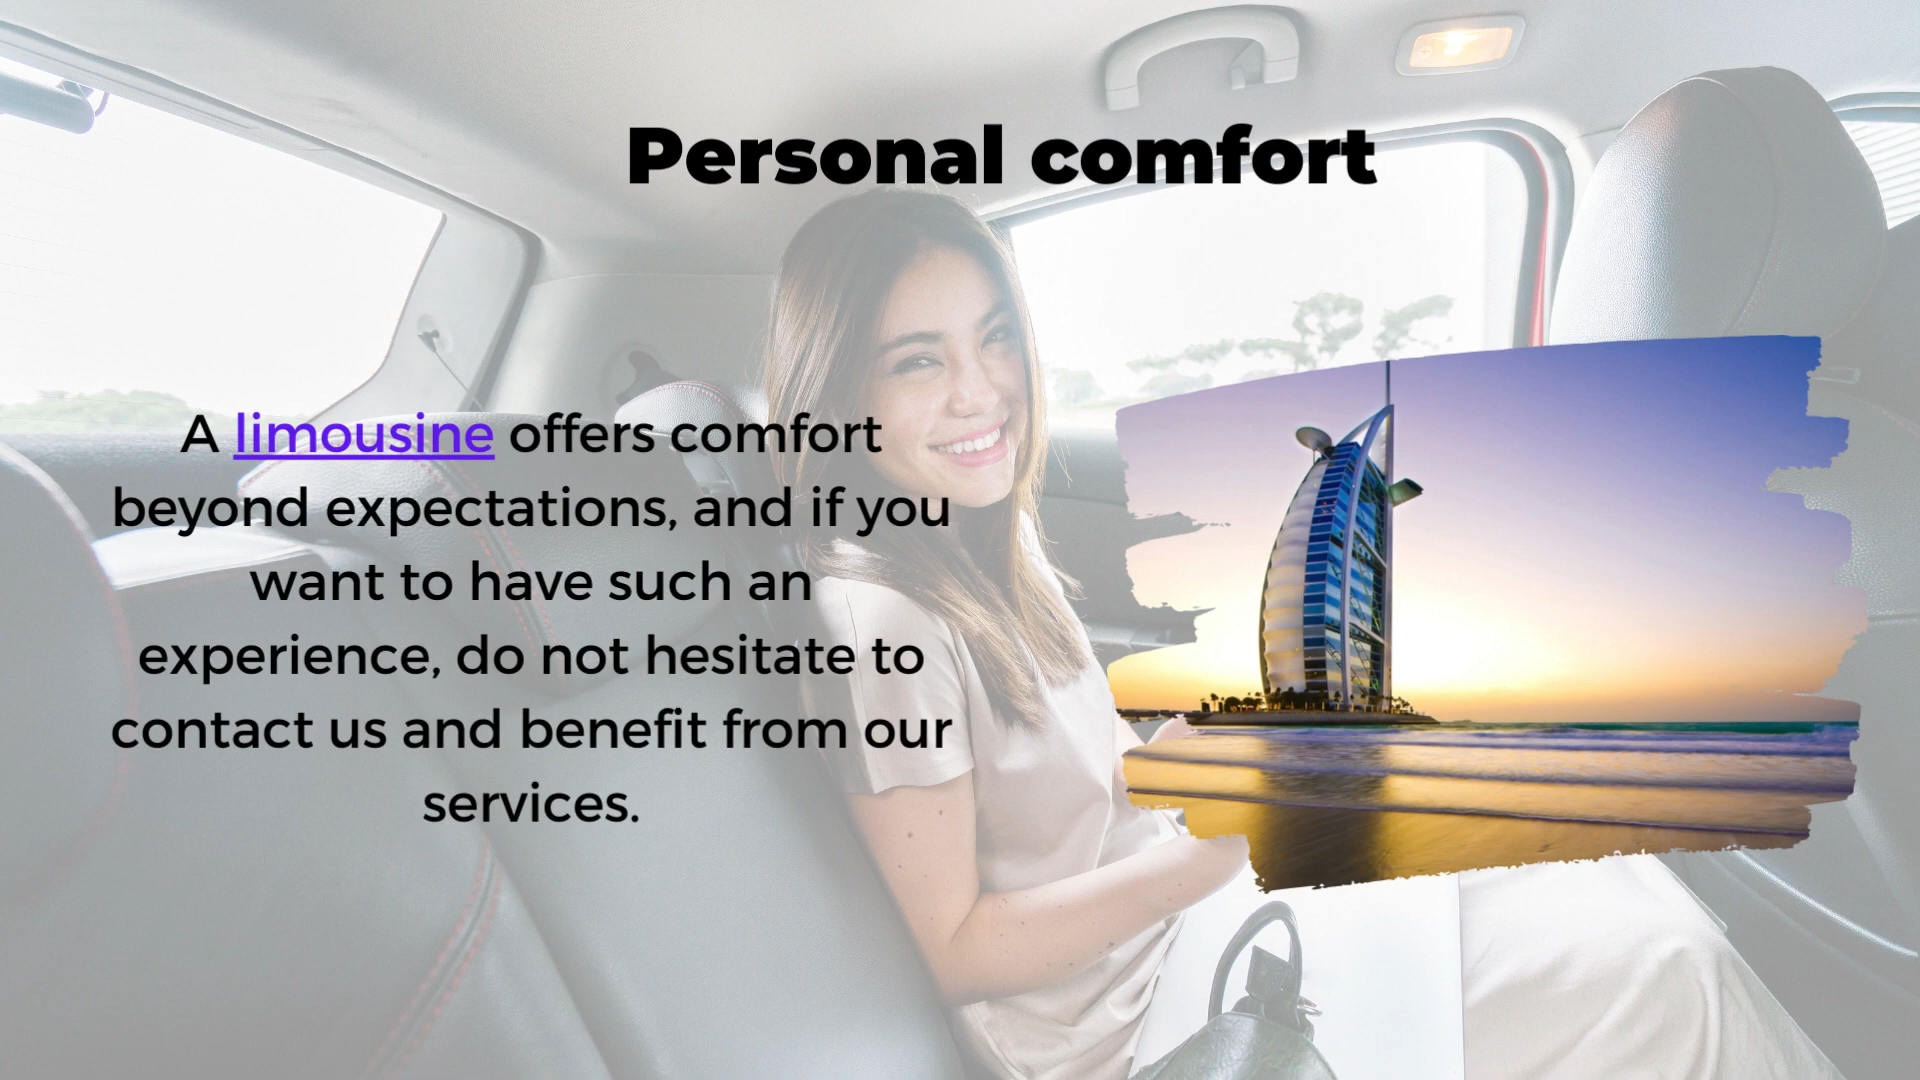 Personal comfort
A limousine offers comfort
beyond expectations, and if you
want to have such an
experience, do not hesitate to
contact us and benefit from our
services.